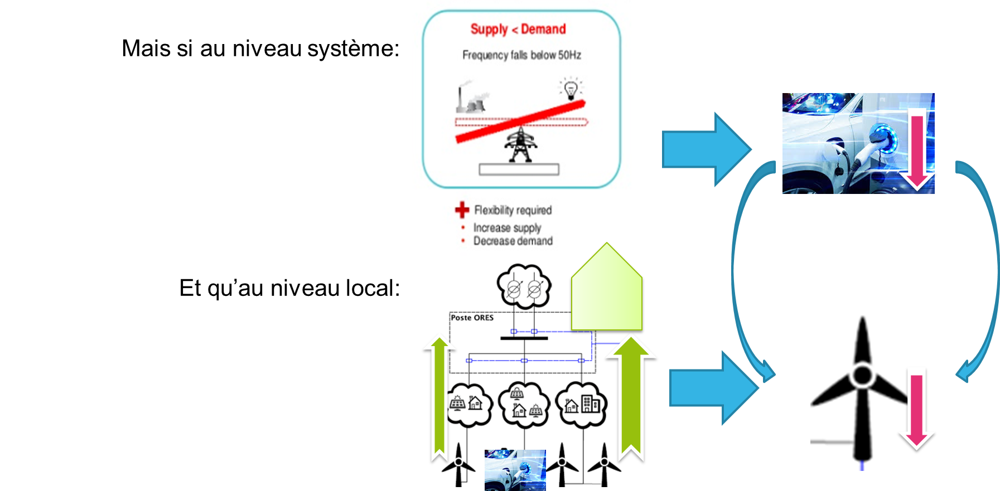 Mais si au niveau système:
Supply < Demand
Frequency falls below 50Hz
Flexibility required
• Increase supply
• Decrease demand
Et qu’au niveau local:
Poste ORES